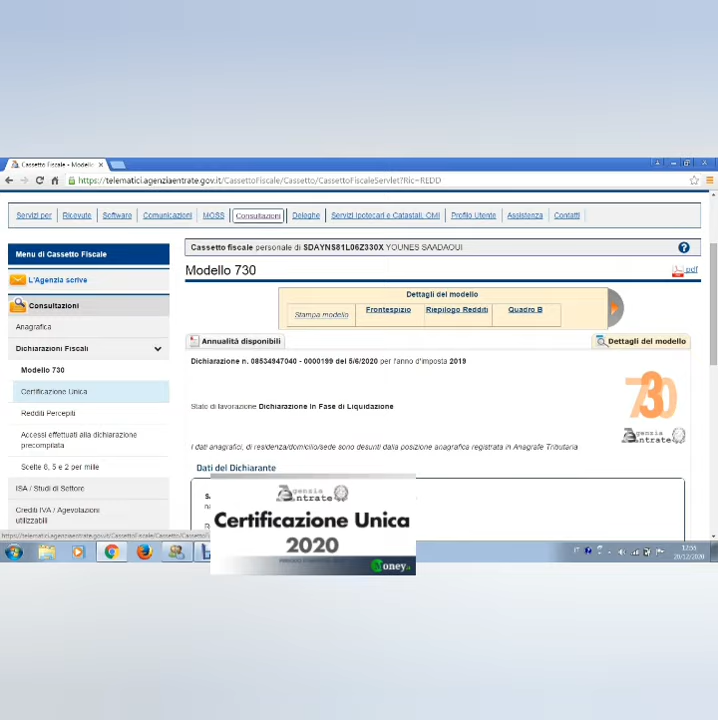 Cassetto Fiscale - Modello
https://telematici.agenziaentrate.gov.it/CassettoFiscale/Cassetto/CassettoFiscaleServlet?Ric=REDD
Servizi per Ricevute Software Comunicazioni MOSS Consultazioni Deleghe Servizi Ipotecari e Catastali, OMI Profilo Utente Assistenza Contatti
Menu di Cassetto Fiscale
Cassetto fiscale personale di SDAYNS81L06Z330X YOUNES SAADAOUI
Modello 730
pdf
L'Agenzia scrive
Dettagli del modello
Stampa modello Frontespizio Riepilogo Redditi Quadro B
Consultazioni
Anagrafica
Dichiarazioni Fiscali
Modello 730
Certificazione Unica
Redditi Percepiti
Accessi effettuati alla dichiarazione
precompilata
Scelte 8, 5 e 2 per mille
ISA / Studi di Settore
Crediti IVA / Agevolazioni
utilizzabili
Annualità disponibili
Dettagli del modello
Dichiarazione n. 08534947040 - 0000199 del 5/6/2020 per l'anno d'imposta 2019
730
Stato di lavorazione Dichiarazione In Fase di Liquidazione
Agenzia
Entrate
I dati anagrafici, di residenza/domicilio/sede sono desunti dalla posizione anagrafica registrata in Anagrafe Tributaria
Dati del Dichiarante
Agenzia
Entrate
Certificazione Unica
2020
Money.it
12:55
20/12/2020